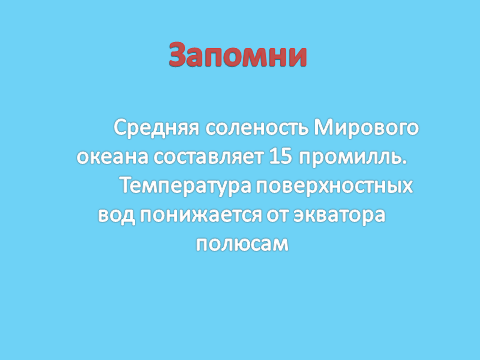 Запомни
Средняя соленость Мирового
океана составляет 15 промилль.
Температура поверхностных
вод понижается от экватора
полюсам